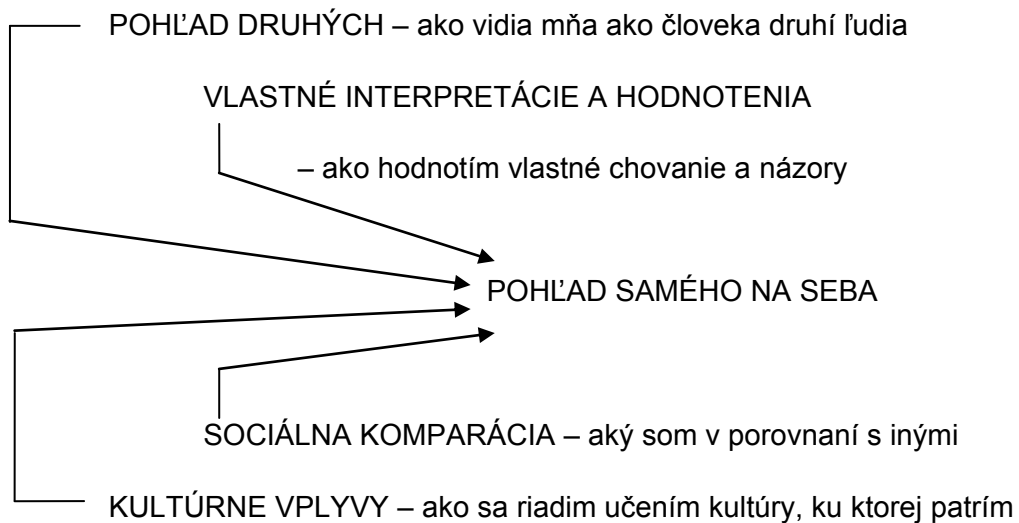 POHĽAD DRUHÝCH – ako vidia mňa ako človeka druhí ľudia
VLASTNÉ INTERPRETÁCIE A HODNOTENIA
– ako hodnotím vlastné chovanie a názory
POHĽAD SAMÉHO NA SEBA
SOCIÁLNA KOMPARÁCIA – aký som v porovnaní s inými
KULTÚRNE VPLYVY – ako sa riadim učením kultúry, ku ktorej patrím